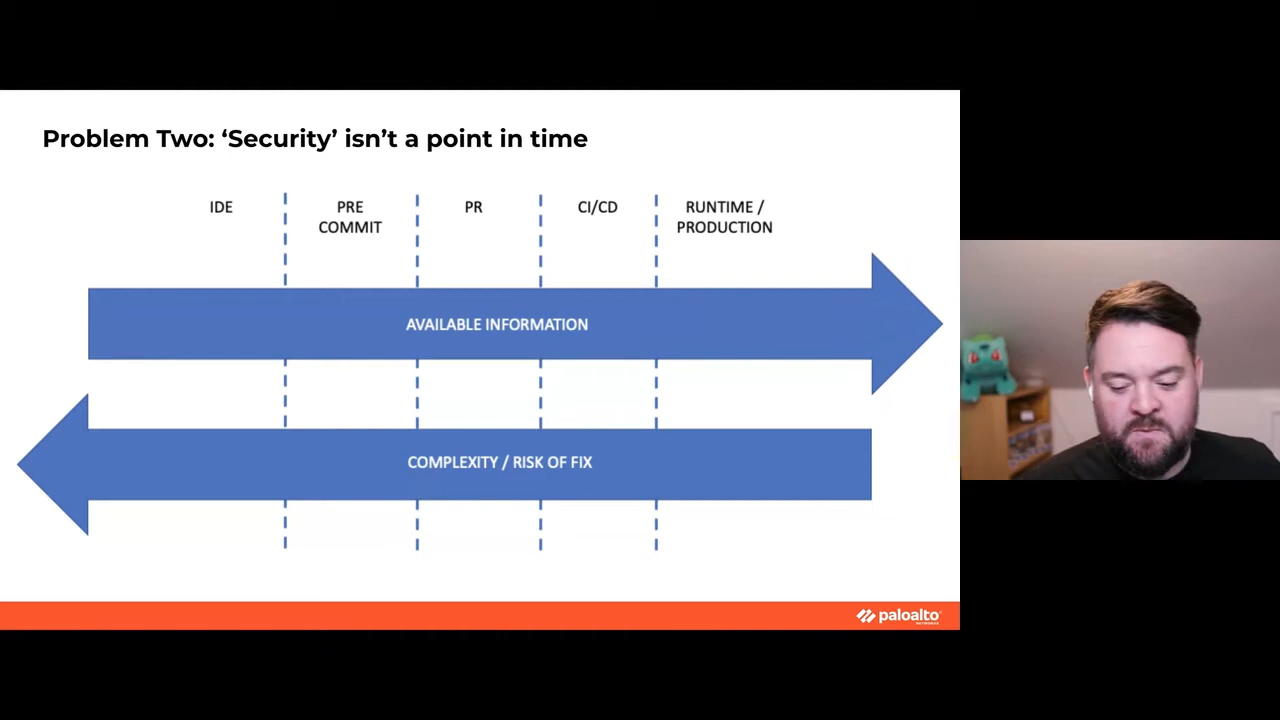 Problem Two: ‘Security’ isn’t a point in time
IDE
PRE
COMMIT
PR
CI/CD
RUNTIME /
PRODUCTION
AVAILABLE INFORMATION
COMPLEXITY / RISK OF FIX
paloalto
NETWORKS